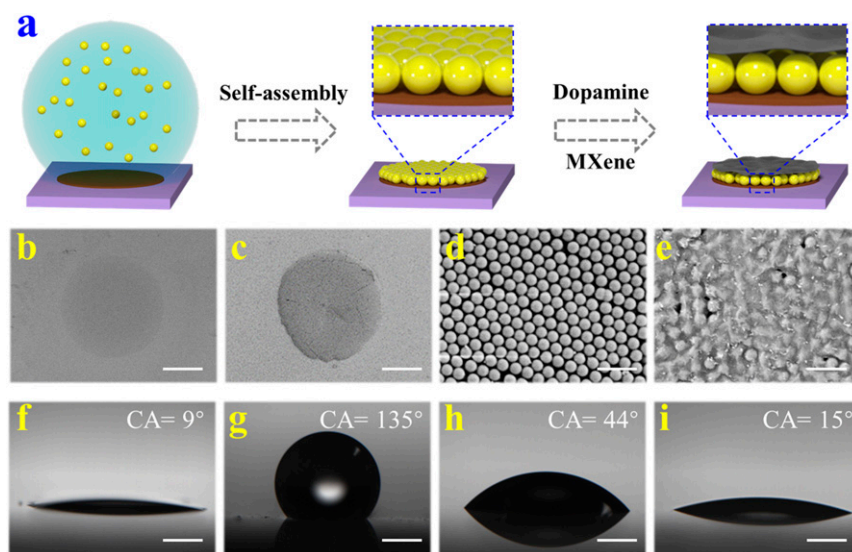 a
Self-assembly
Dopamine
MXene
b
c
d
e
f
CA= 9°
g
CA= 135°
h
CA= 44°
i
CA= 15°